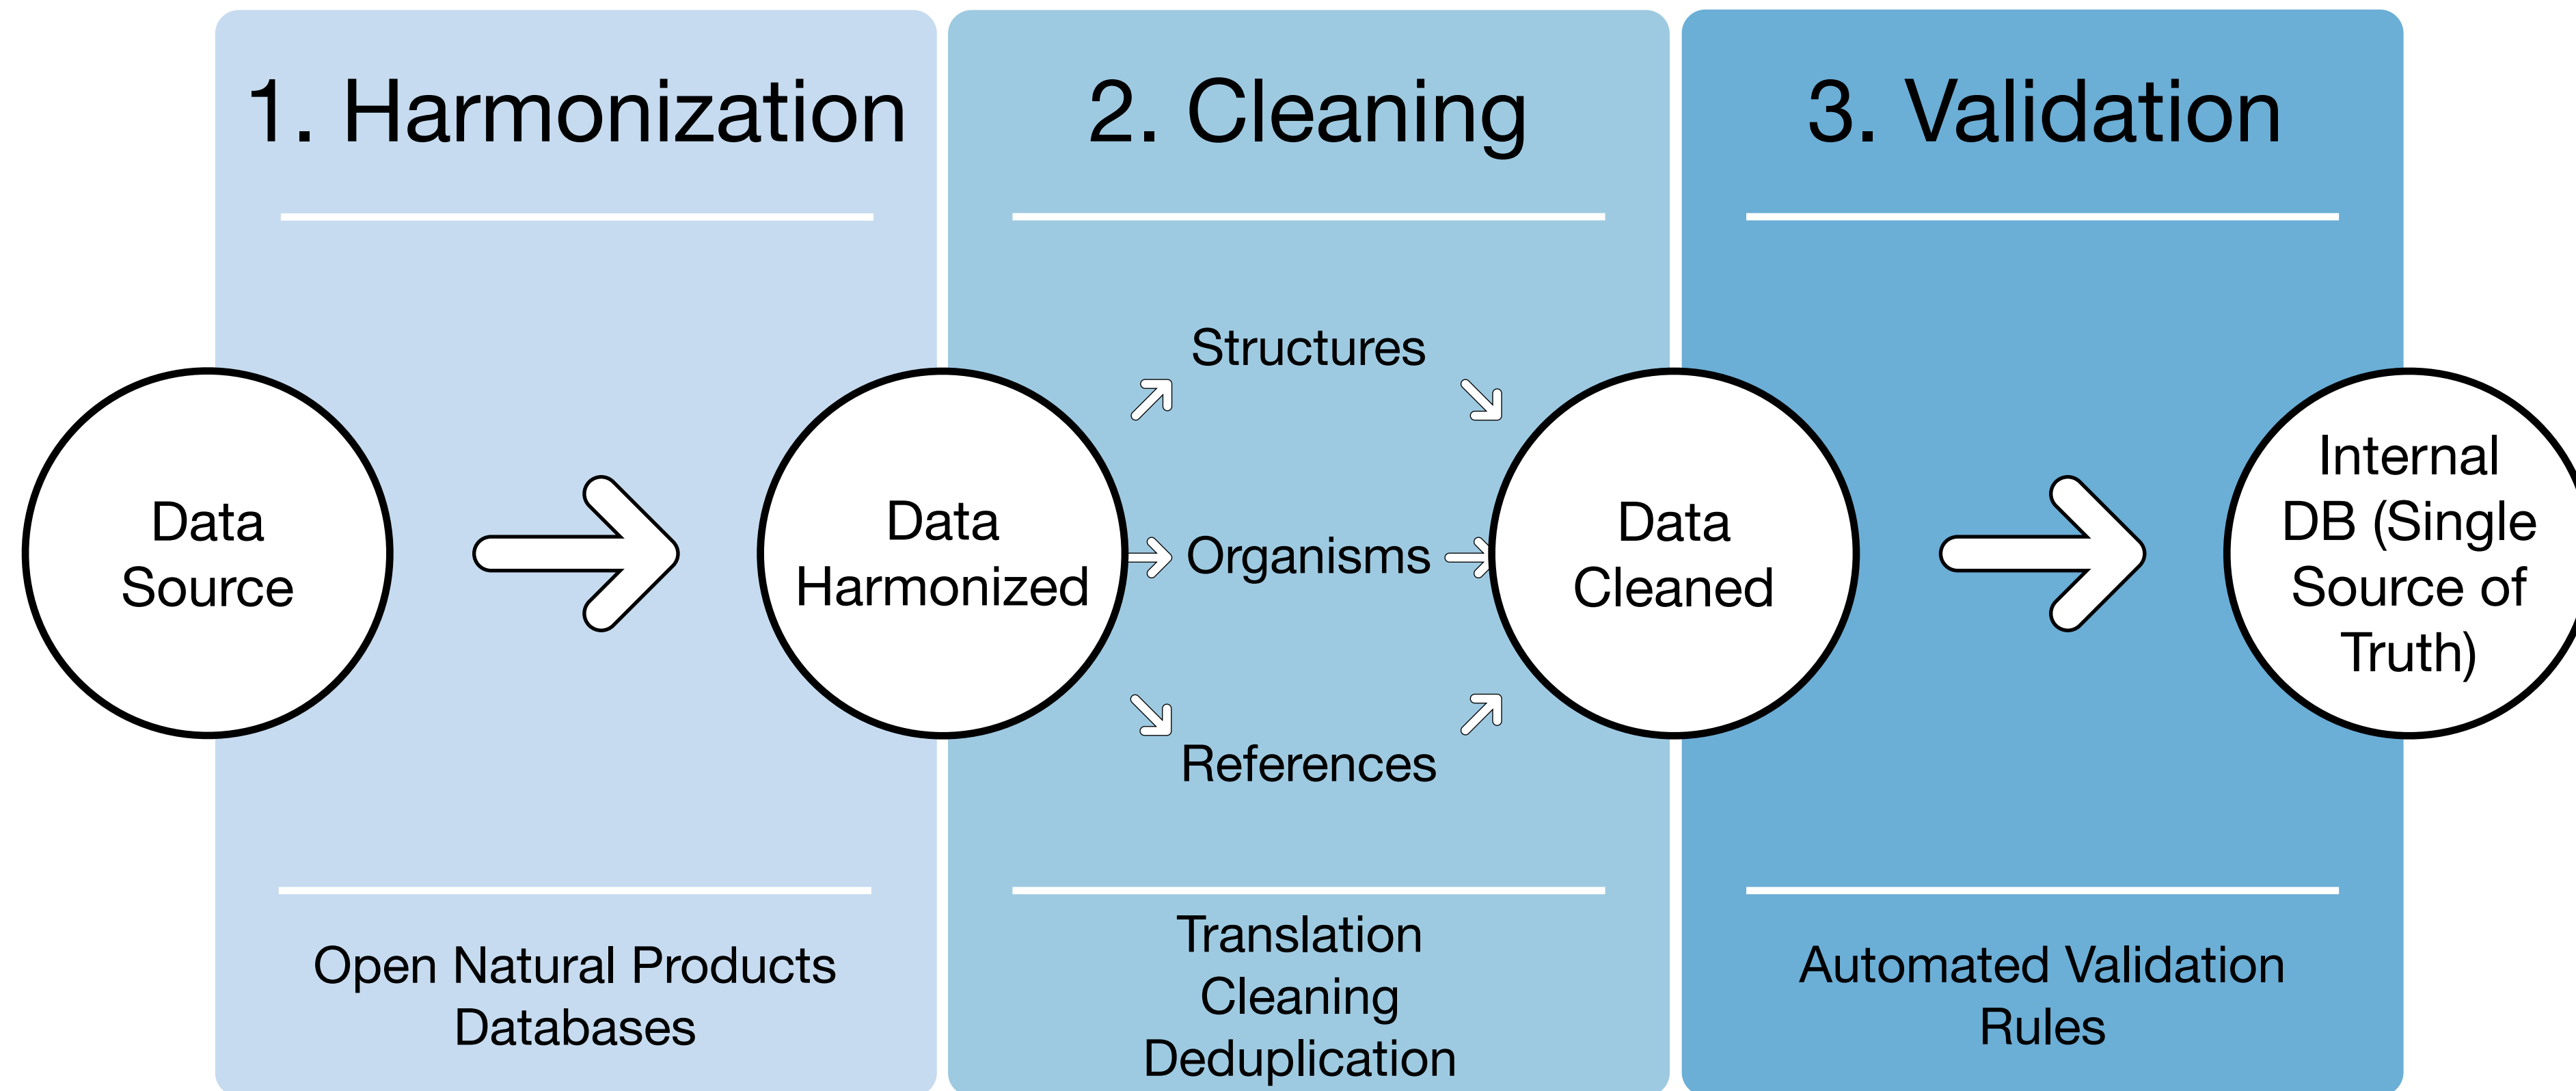 1. Harmonization
2. Cleaning
3. Validation
Data
Source
Data
Harmonized
Structures
Organisms
References
Data
Cleaned
Internal
DB (Single
Source of
Truth)
Open Natural Products
Databases
Translation
Cleaning
Deduplication
Automated Validation
Rules